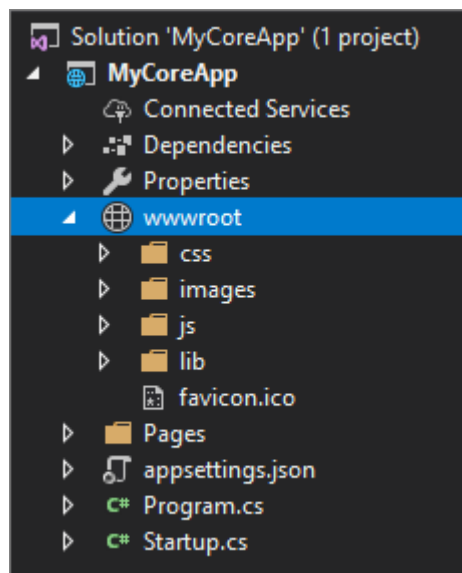 Solution 'MyCoreApp' (1 project)
MyCoreApp
Connected Services
Dependencies
Properties
wwwroot
css
images
js
lib
favicon.ico
Pages
appsettings.json
C# Program.cs
C# Startup.cs